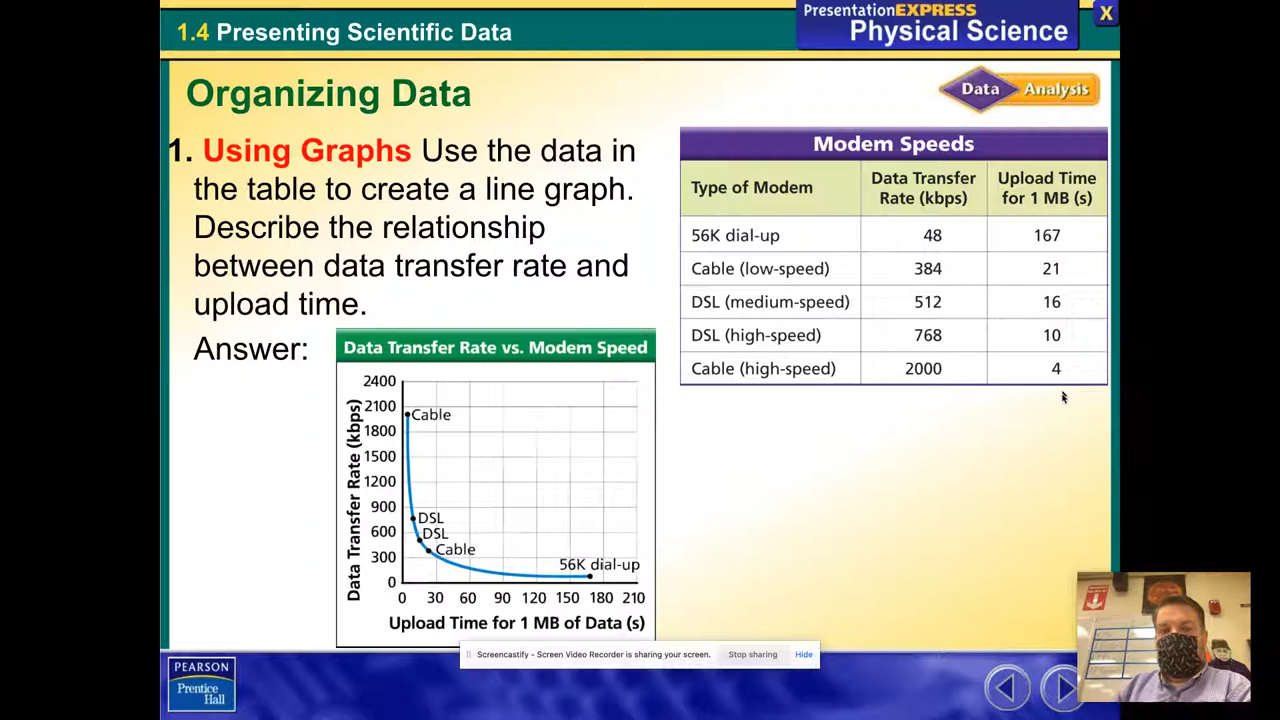 1.4 Presenting Scientific Data
PresentationEXPRESS
Physical Science
X
Organizing Data
Data Analysis
1. Using Graphs Use the data in
the table to create a line graph.
Describe the relationship
between data transfer rate and
upload time.
Answer:
Modem Speeds
Type of Modem Data Transfer Rate (kbps) Upload Time for 1 MB (s)
56K dial-up 48 167
Cable (low-speed) 384 21
DSL (medium-speed) 512 16
DSL (high-speed) 768 10
Cable (high-speed) 2000 4
Data Transfer Rate vs. Modem Speed
Data Transfer Rate (kbps)
2400
2100
1800
1500
1200
900
600
300
0
Cable
DSL
DSL
Cable
56K dial-up
0 30 60 90 120 150 180 210
Upload Time for 1 MB of Data (s)
Screencastify - Screen Video Recorder is sharing your screen. Stop sharing Hide
PEARSON
Prentice
Hall